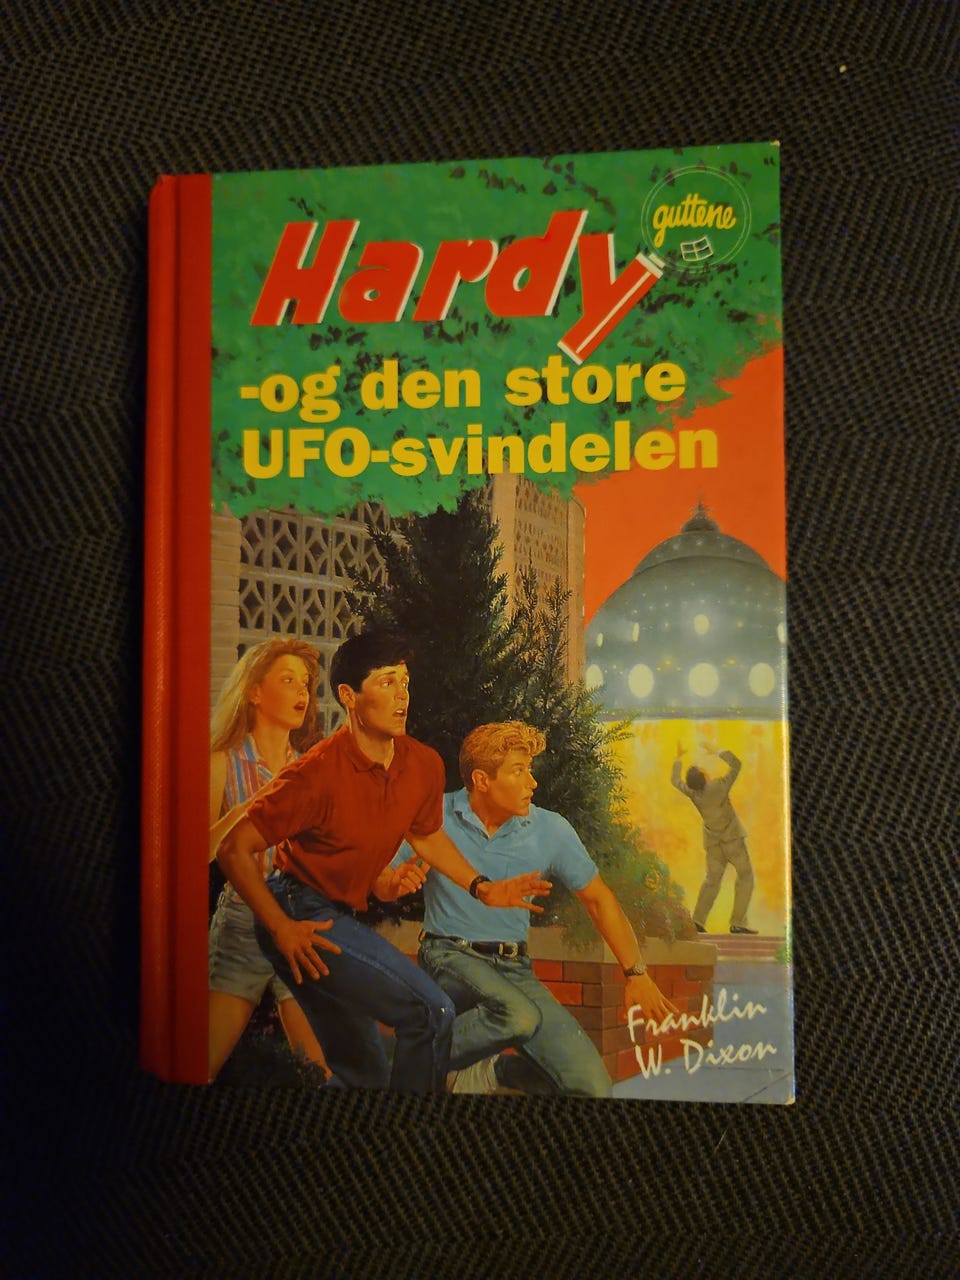 Hardy
guttene
-og den store
UFO-svindelen
Franklin
W. Dixon